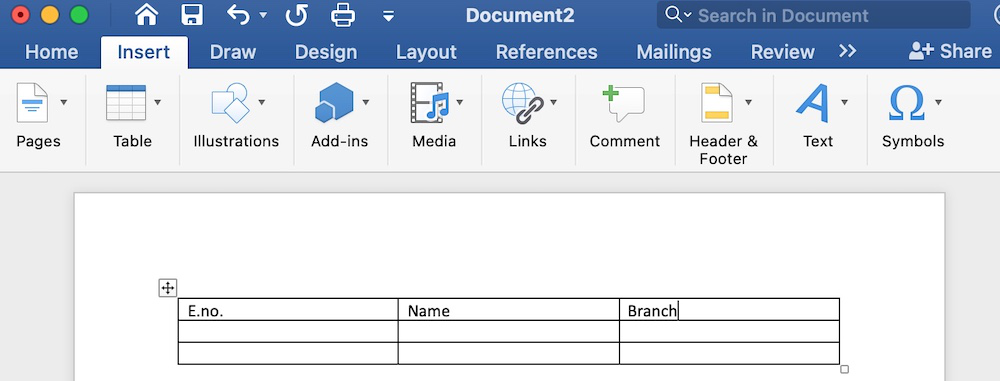 Document2
Search in Document
Home Insert Draw Design Layout References Mailings Review >> Share
Pages Table Illustrations Add-ins Media Links Comment Header & Footer Text Symbols
E.no. Name Branch